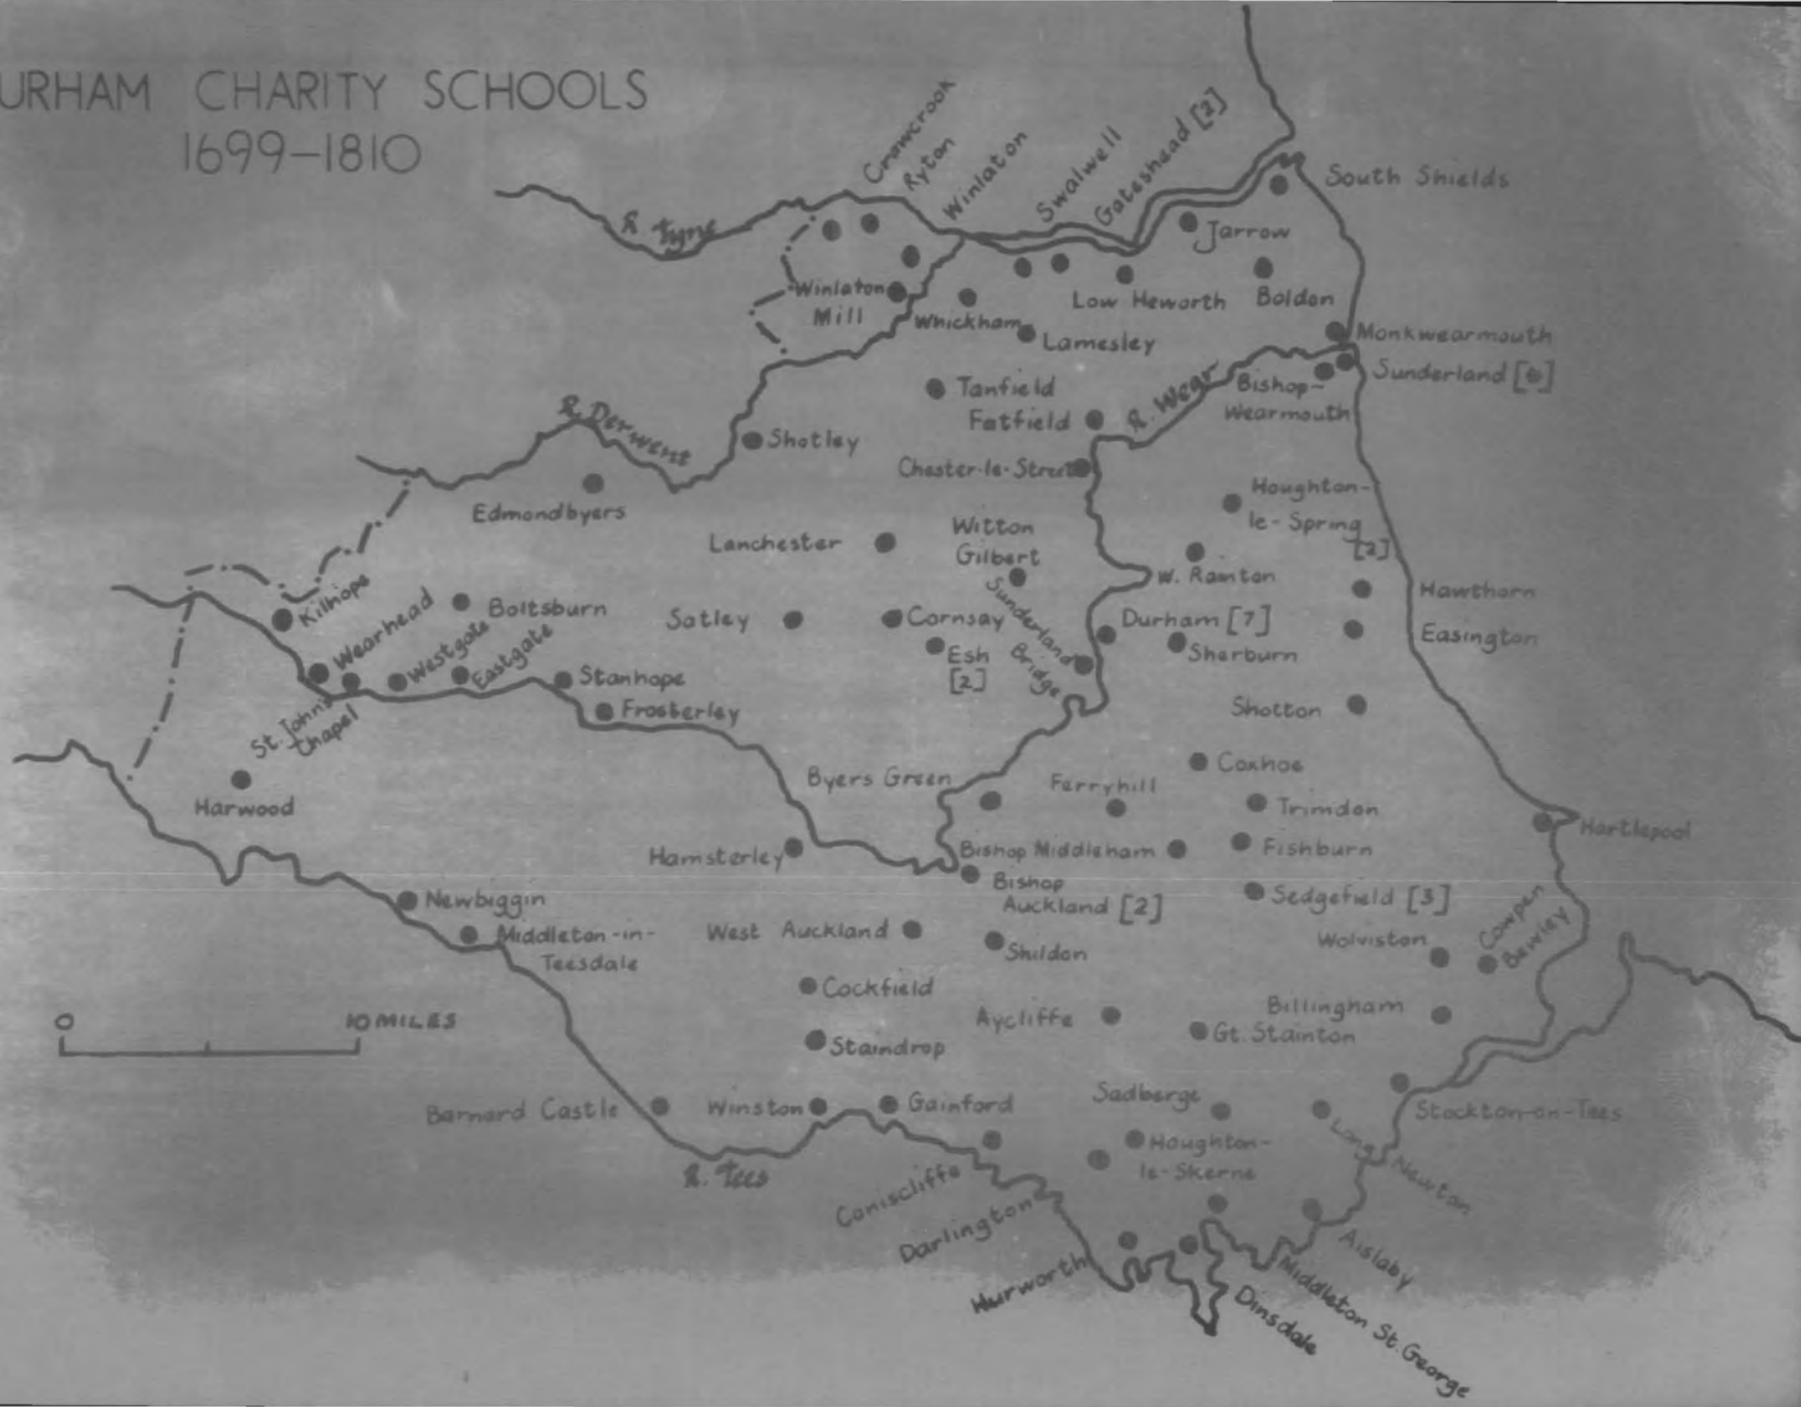 URHAM CHARITY SCHOOLS
1699–1810
Crawcrook
Ryton
Winlaton
Swalwell
Gateshead [2]
South Shields
R. Tyne
Jarrow
Winlaton
Mill
Whickham
Low Heworth
Boldon
Lamesley
Monkwearmouth
Sunderland
Bishop-
Wearmouth
Tanfield
Fatfield
R. Wear
R. Derwent
Shotley
Chester-le-Street
Edmondbyers
Houghton-
le-Spring
[2]
Lanchester
Witton
Gilbert
W. Rainton
Kilhope
Wearhead
Boltsburn
Westgate
Eastgate
Satley
Cornsay
Sunderland
Bridge
Durham [7]
Hawthorn
Easington
Sherburn
Esh
[2]
Stanhope
Frosterley
St. John's
Chapel
Shotton
Harwood
Byers Green
Ferryhill
Coxhoe
Trimdon
Hartlepool
Hamsterley
Bishop Middleham
Fishburn
Bishop
Auckland [2]
Sedgefield [3]
Newbiggin
Middleton-in-
Teesdale
West Auckland
Shildon
Wolviston
Cowpen
Bewley
Cockfield
Aycliffe
Billingham
Gt. Stainton
0 10 MILES
Staindrop
Barnard Castle
Winston
Gainford
Sadberge
Stockton-on-Tees
Houghton-
le-Skerne
Long Newton
R. Tees
Coniscliffe
Darlington
Hurworth
Aislaby
Middleton St. George
Dinsdale